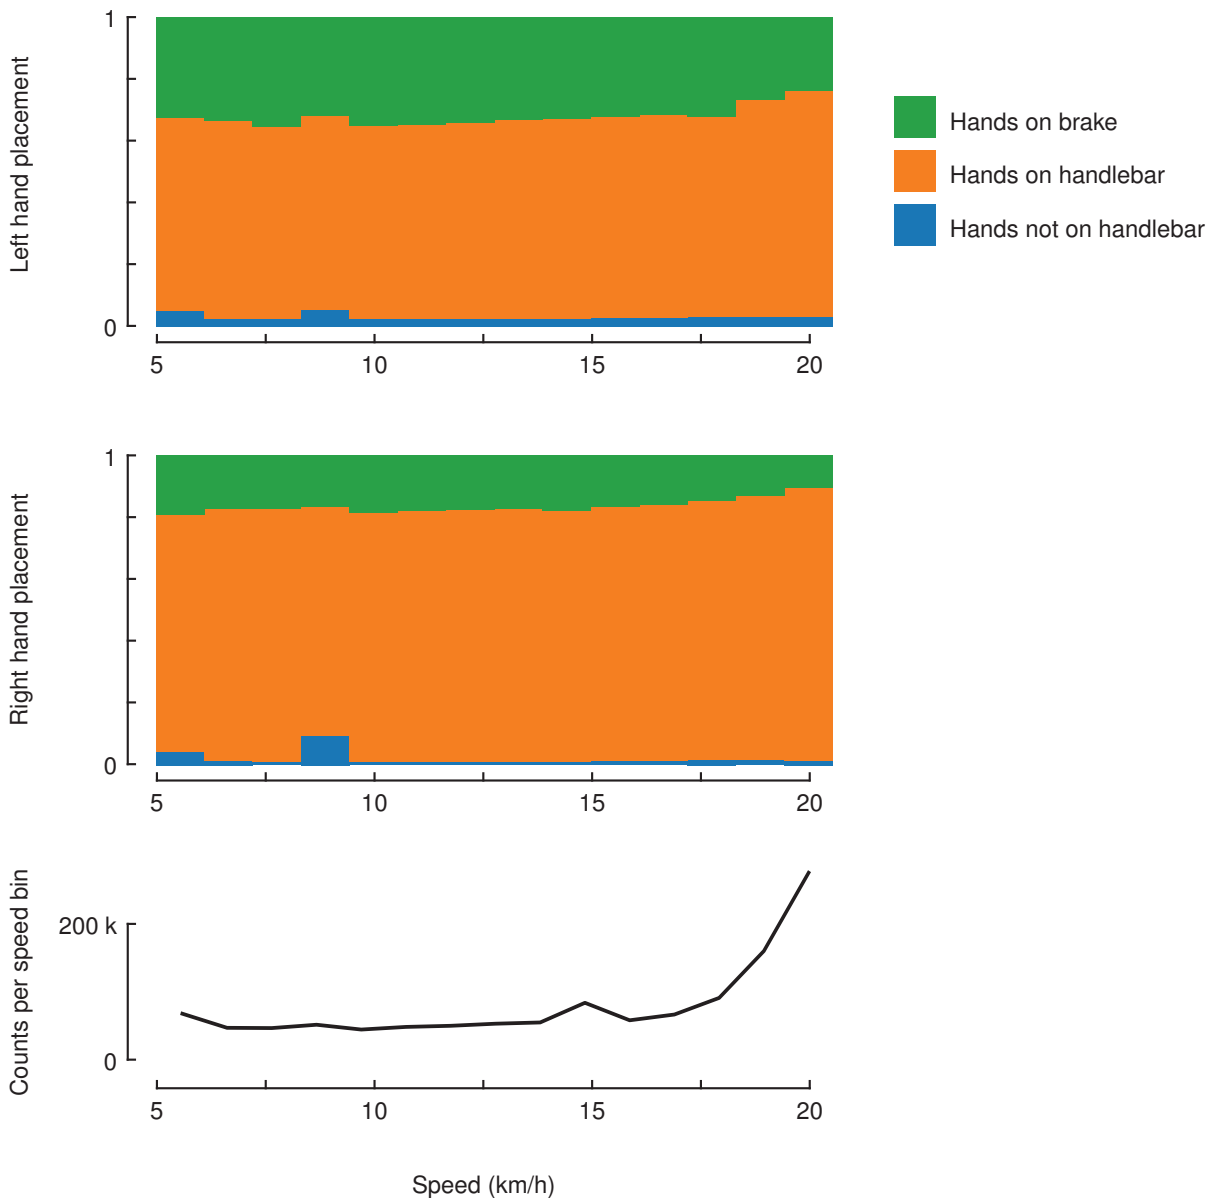 Left hand placement
1
0
5 10 15 20
Hands on brake
Hands on handlebar
Hands not on handlebar
Right hand placement
1
0
5 10 15 20
Counts per speed bin
200 k
0
5 10 15 20
Speed (km/h)